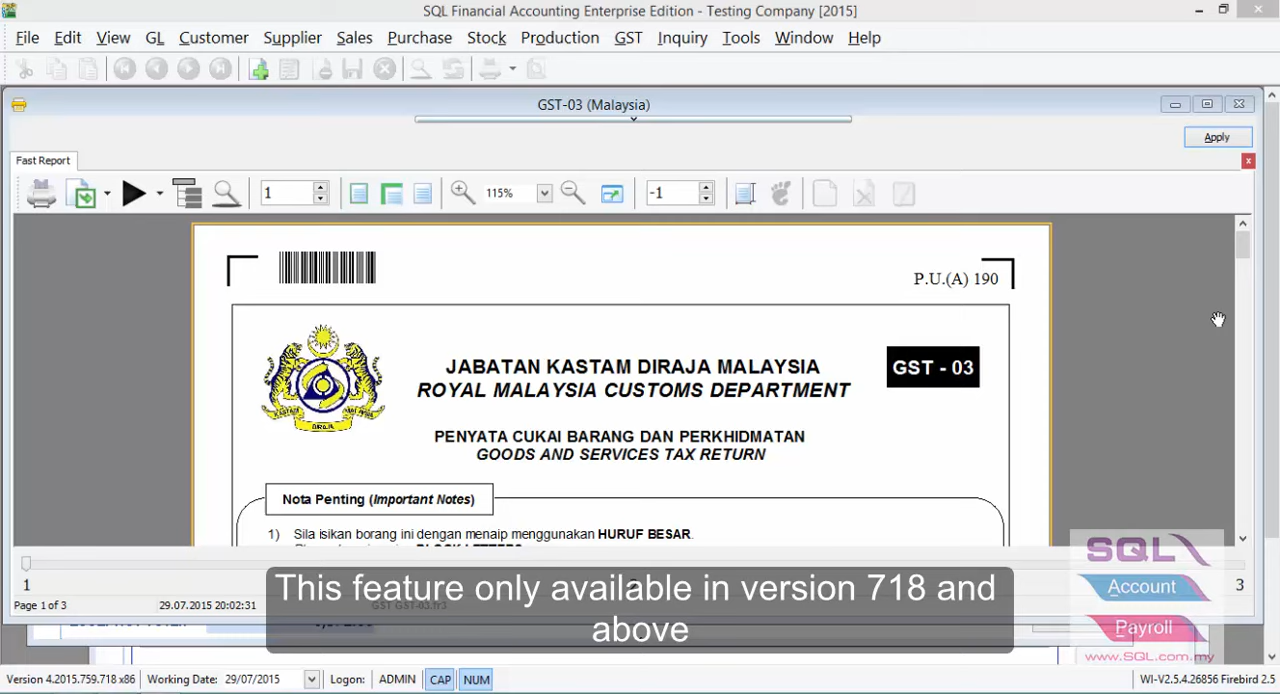 SQL Financial Accounting Enterprise Edition - Testing Company [2015]
File Edit View GL Customer Supplier Sales Purchase Stock Production GST Inquiry Tools Window Help
GST-03 (Malaysia)
Apply
Fast Report
1 115% -1
P.U.(A) 190
JABATAN KASTAM DIRAJA MALAYSIA
GST - 03
ROYAL MALAYSIA CUSTOMS DEPARTMENT
PENYATA CUKAI BARANG DAN PERKHIDMATAN
GOODS AND SERVICES TAX RETURN
Nota Penting (Important Notes)
1) Sila isikan borang ini dengan menaip menggunakan HURUF BESAR.
SQL
Account
Payroll
www.SQL.com.my
1 3
Page 1 of 3 29.07.2015 20:02:31 GST GST-03.fr3
This feature only available in version 718 and
above
Version 4.2015.759.718 x86 Working Date: 29/07/2015 Logon: ADMIN CAP NUM WI-V2.5.4.26856 Firebird 2.5